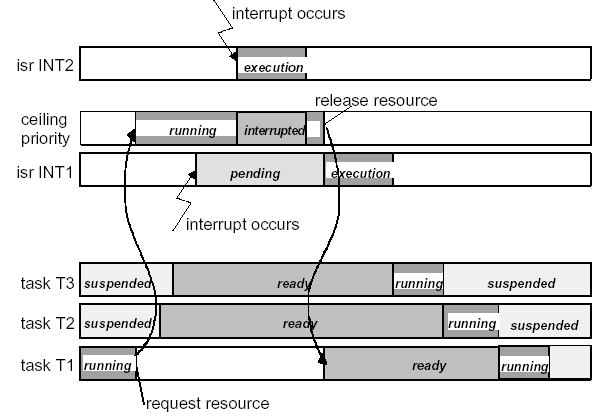 interrupt occurs
isr INT2
execution
release resource
ceiling
priority
running
interrupted
isr INT1
pending
execution
interrupt occurs
task T3
suspended
ready
running
suspended
task T2
suspended
ready
running
suspended
task T1
running
ready
running
request resource